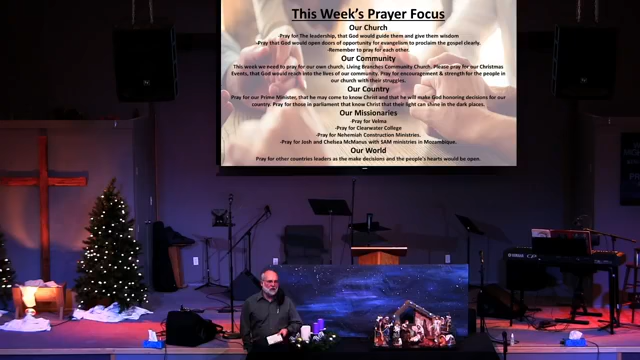 This Week's Prayer Focus
Our Church
-Pray for The leadership, that God would guide them and give them wisdom
-Pray that God would open doors of opportunity for evangelism to proclaim the gospel clearly.
-Remember to pray for each other.
Our Community
This week we need to pray for our own church, Living Branches Community Church. Please pray for our Christmas
Events, that God would reach into the lives of our community. Pray for encouragement & strength for the people in
our church with their struggles.
Our Country
Pray for our Prime Minister, that he may come to know Christ and that he will make God honoring decisions for our
country. Pray for those in parliament that know Christ that their light can shine in the dark places.
Our Missionaries
-Pray for Velma
-Pray for Clearwater College
-Pray for Nehemiah Construction Ministries.
-Pray for Josh and Chelsea McManus with SAM ministries in Mozambique.
Our World
Pray for other countries leaders as the make decisions and the people's hearts would be open.
YAMAHA CP